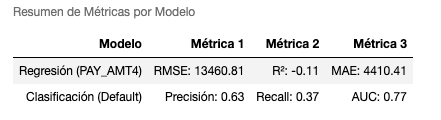 Resumen de Métricas por Modelo
Modelo Métrica 1 Métrica 2 Métrica 3
Regresión (PAY_AMT4) RMSE: 13460.81 R²: -0.11 MAE: 4410.41
Clasificación (Default) Precisión: 0.63 Recall: 0.37 AUC: 0.77